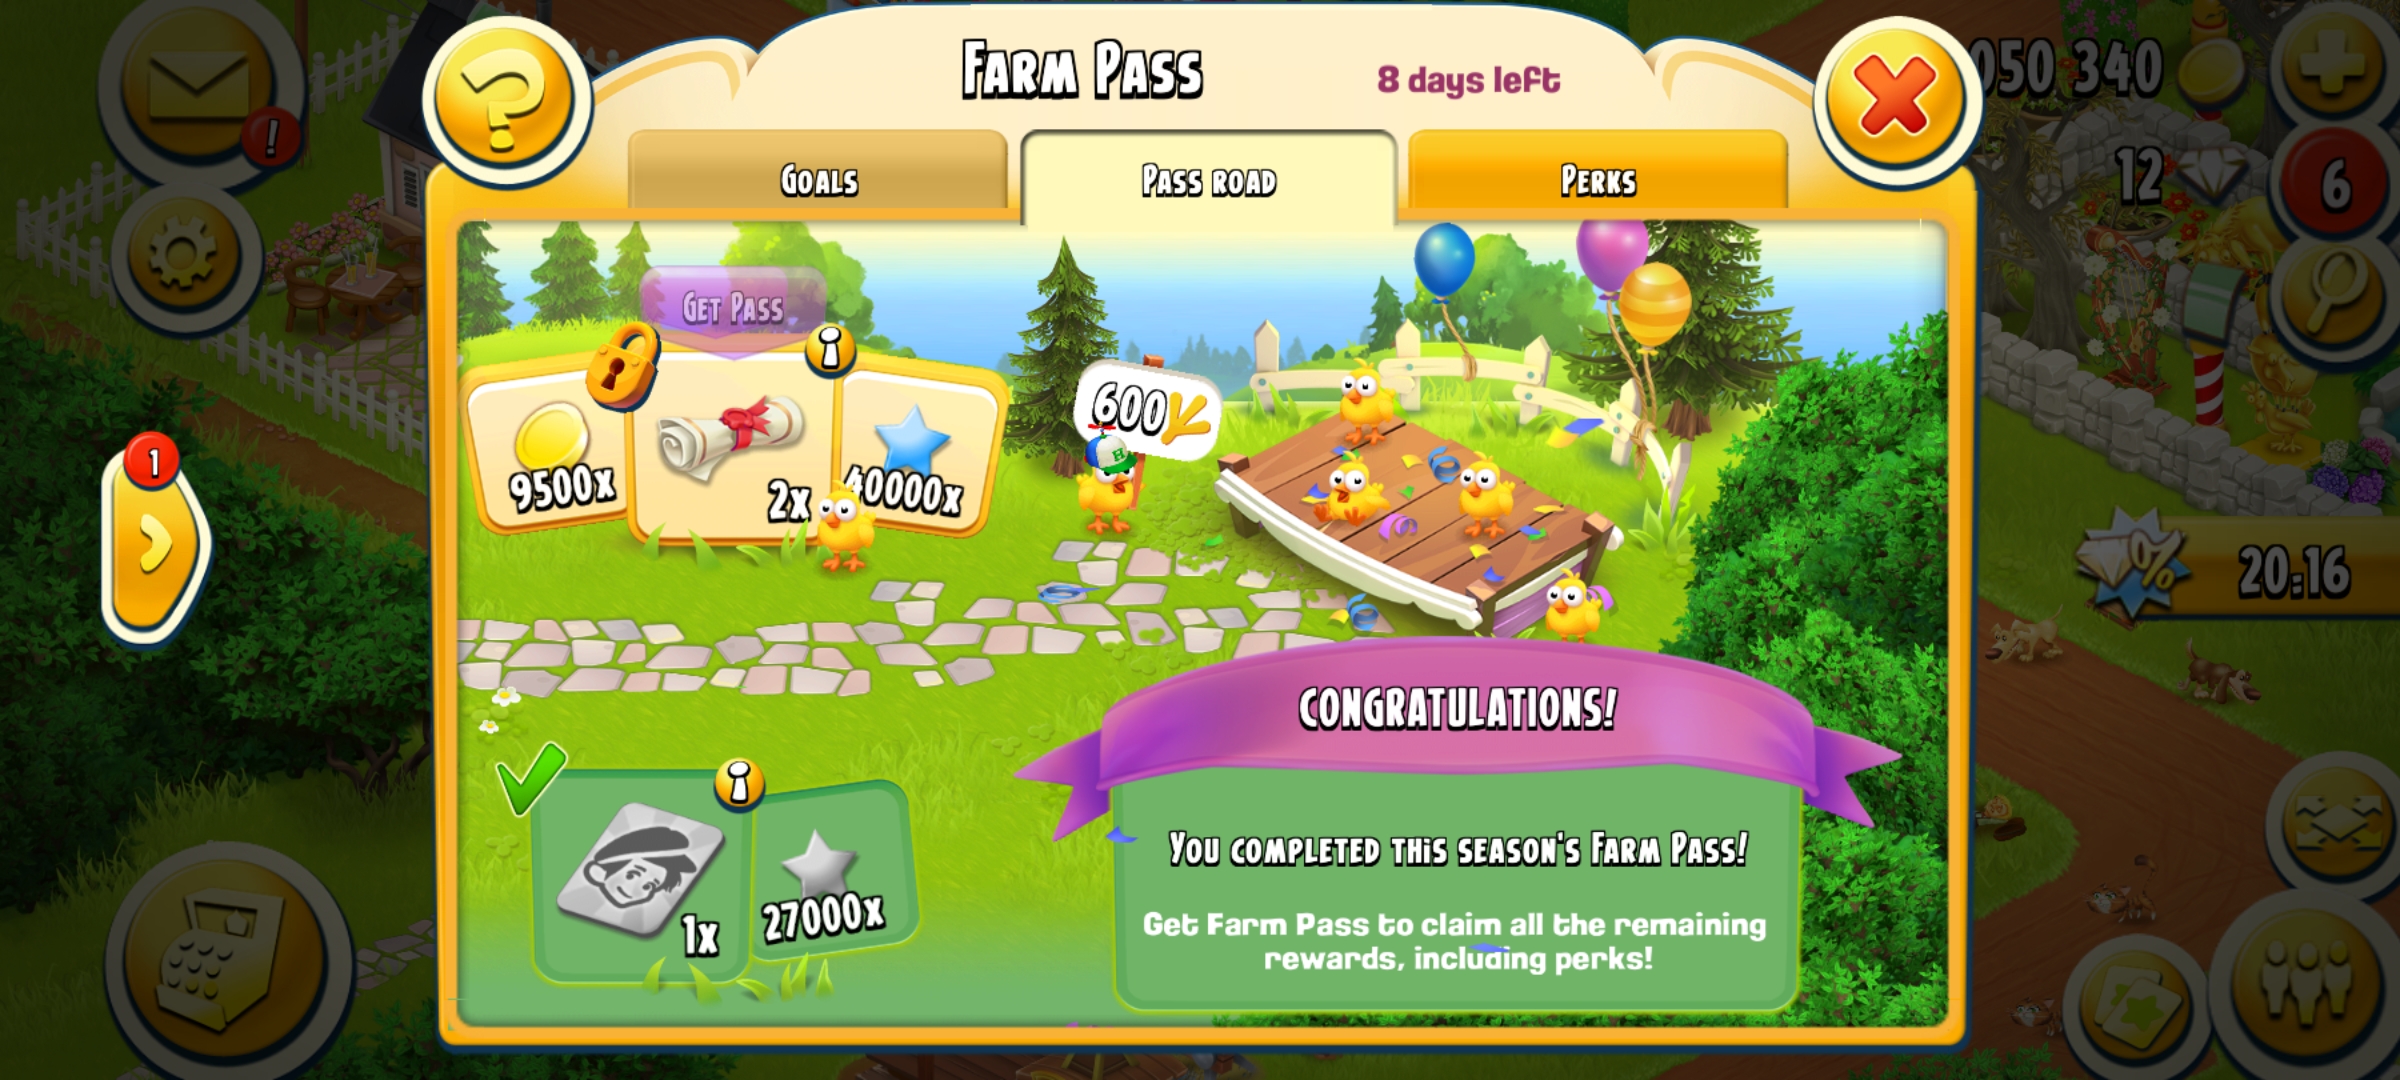 FARM PASS
8 days left
050 340
!
GOALS
PASS ROAD
PERKS
12
6
GET PASS
600
9500x
2x
40000x
1
H
%
20:16
CONGRATULATIONS!
YOU COMPLETED THIS SEASON'S FARM PASS!
Get Farm Pass to claim all the remaining
rewards, including perks!
1x
27000x